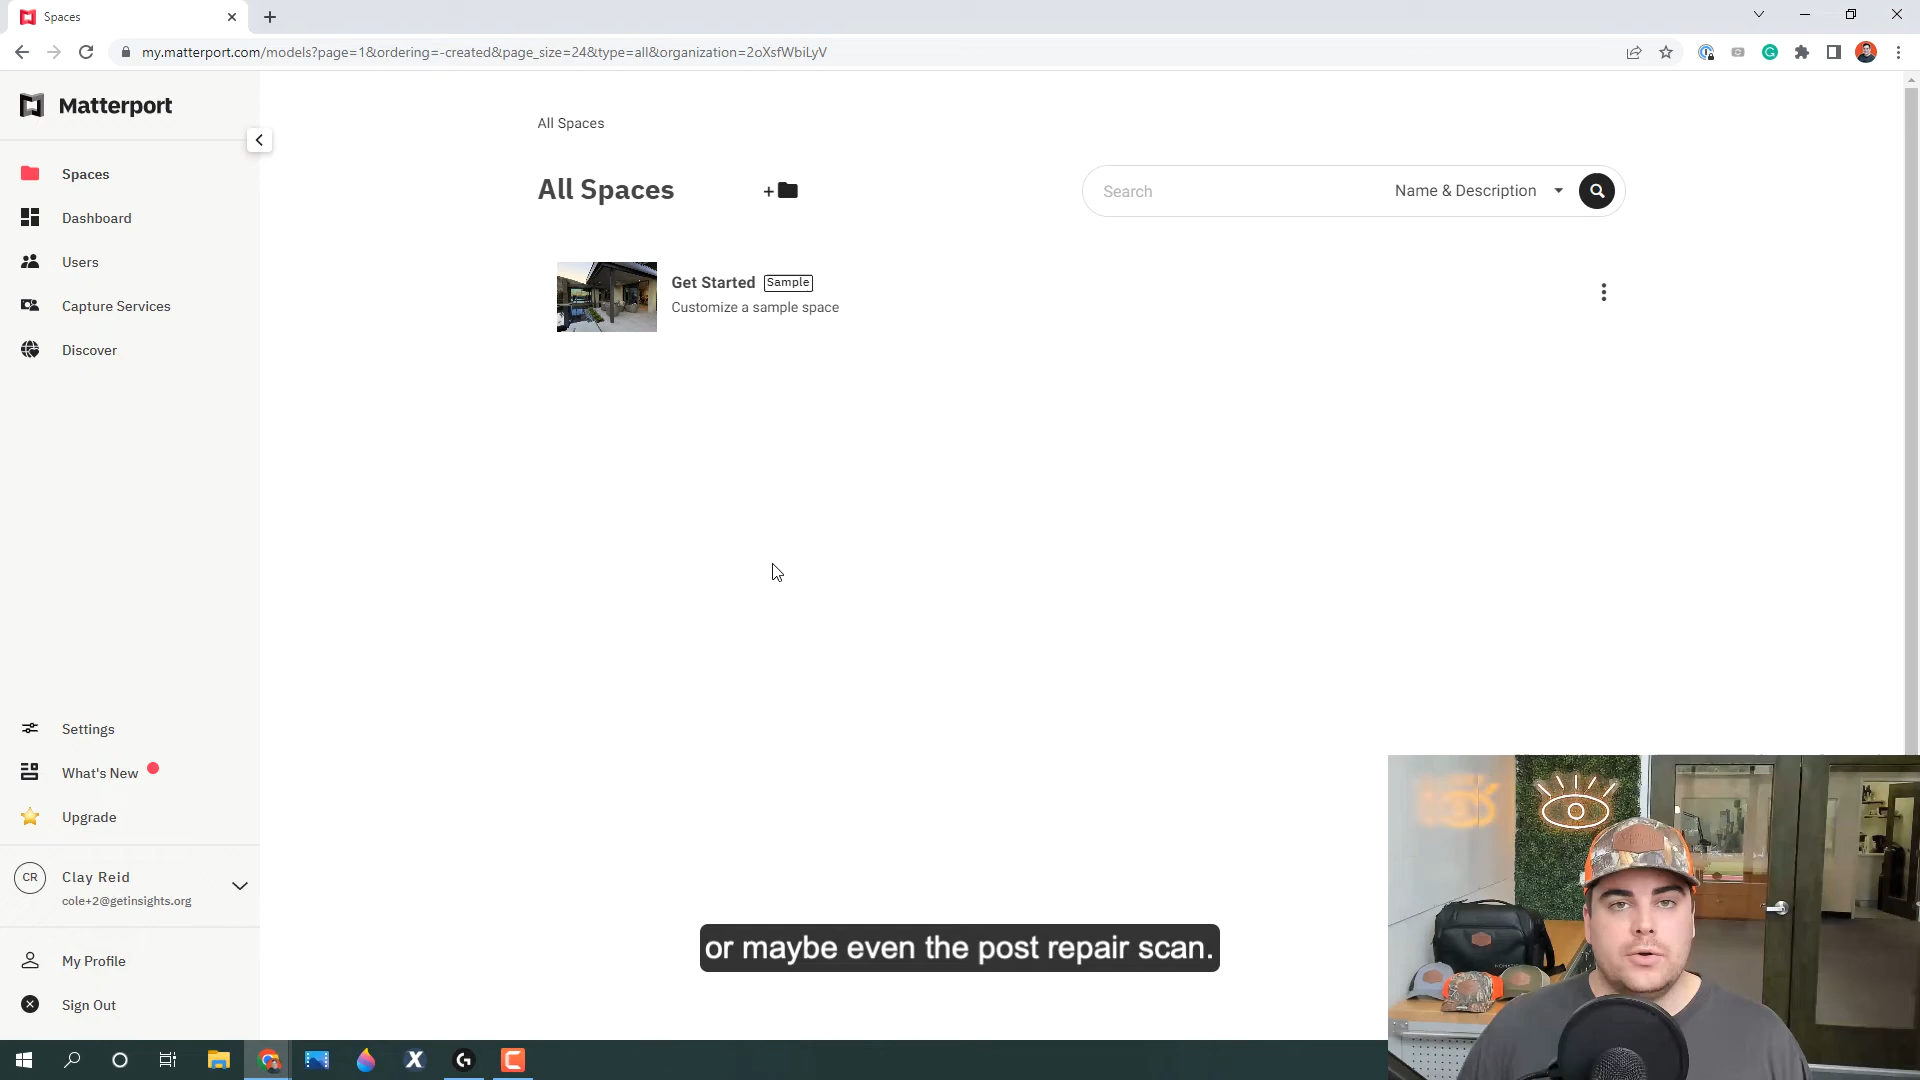 Spaces
my.matterport.com/models?page=1&ordering=-created&page_size=24&type=all&organization=2oXsfWbiLyV
Matterport
Spaces
Dashboard
Users
Capture Services
Discover
Settings
What's New
Upgrade
CR
Clay Reid
cole+2@getinsights.org
My Profile
Sign Out
All Spaces
All Spaces
Search
Name & Description
Get Started Sample
Customize a sample space
or maybe even the post repair scan.